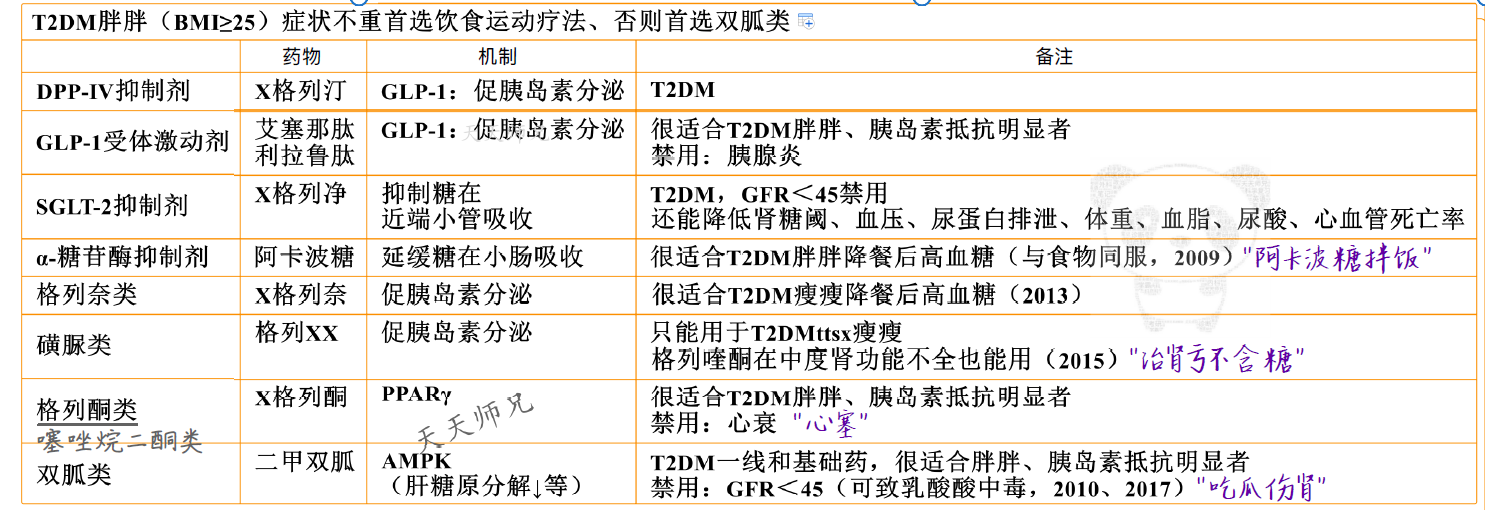 T2DM胖胖（BMI≥25）症状不重首选饮食运动疗法、否则首选双胍类
药物 机制 备注
DPP-IV抑制剂 X格列汀 GLP-1：促胰岛素分泌 T2DM
GLP-1受体激动剂 艾塞那肽 GLP-1：促胰岛素分泌 很适合T2DM胖胖、胰岛素抵抗明显者
利拉鲁肽 禁用：胰腺炎
SGLT-2抑制剂 X格列净 抑制糖在 T2DM，GFR＜45禁用
近端小管吸收 还能降低肾糖阈、血压、尿蛋白排泄、体重、血脂、尿酸、心血管死亡率
α-糖苷酶抑制剂 阿卡波糖 延缓糖在小肠吸收 很适合T2DM胖胖降餐后高血糖（与食物同服，2009）"阿卡波糖拌饭"
格列奈类 X格列奈 促胰岛素分泌 很适合T2DM瘦瘦降餐后高血糖（2013）
磺脲类 格列XX 促胰岛素分泌 只能用于T2DMttsx瘦瘦
格列喹酮在中度肾功能不全也能用（2015）"治肾亏不含糖"
格列酮类 X格列酮 PPARγ 很适合T2DM胖胖、胰岛素抵抗明显者
噻唑烷二酮类 天天师兄 禁用：心衰 "心塞"
双胍类 二甲双胍 AMPK T2DM一线和基础药，很适合胖胖、胰岛素抵抗明显者
（肝糖原分解↓等） 禁用：GFR＜45（可致乳酸酸中毒，2010、2017）"吃瓜伤肾"